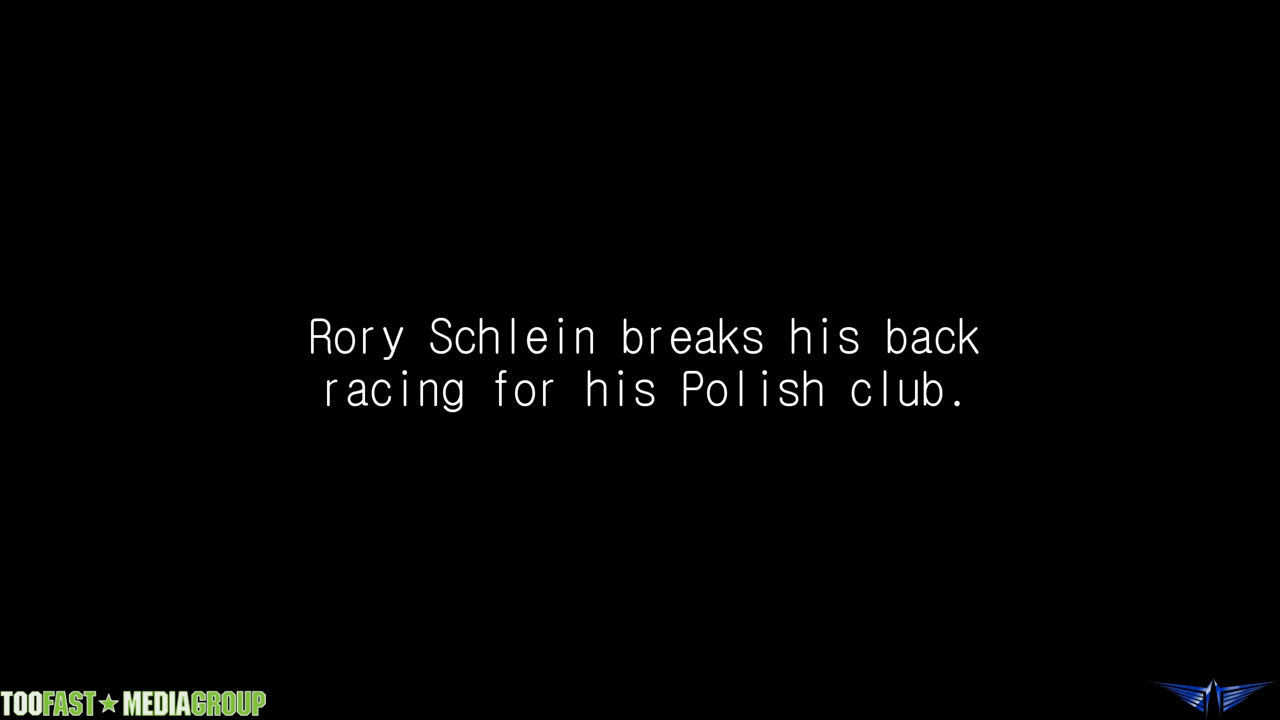 Rory Schlein breaks his back
racing for his Polish club.
TOOFAST★MEDIAGROUP